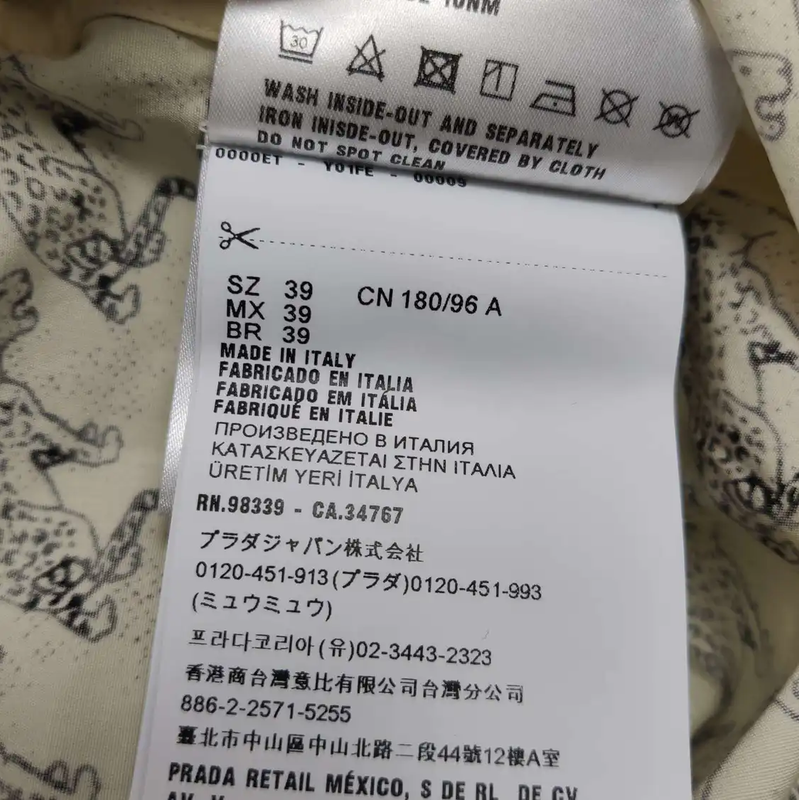 10NM
30
WASH INSIDE-OUT AND SEPARATELY
IRON INISDE-OUT, COVERED BY CLOTH
DO NOT SPOT CLEAN
0000ET - Y01FE - 00009
SZ 39 CN 180/96 A
MX 39
BR 39
MADE IN ITALY
FABRICADO EN ITALIA
FABRICADO EM ITÁLIA
FABRIQUÉ EN ITALIE
ПРОИЗВЕДЕНО В ИТАЛИЯ
ΚΑΤΑΣΚΕΥΑΖΕΤΑΙ ΣΤΗΝ ΙΤΑΛΙΑ
ÜRETİM YERİ İTALYA
RN.98339 - CA.34767
プラダジャパン株式会社
0120-451-913(プラダ)0120-451-993
(ミュウミュウ)
프라다코리아(유)02-3443-2323
香港商台灣意比有限公司台灣分公司
886-2-2571-5255
臺北市中山區中山北路二段44號12樓A室
PRADA RETAIL MÉXICO, S DE RL DE CV